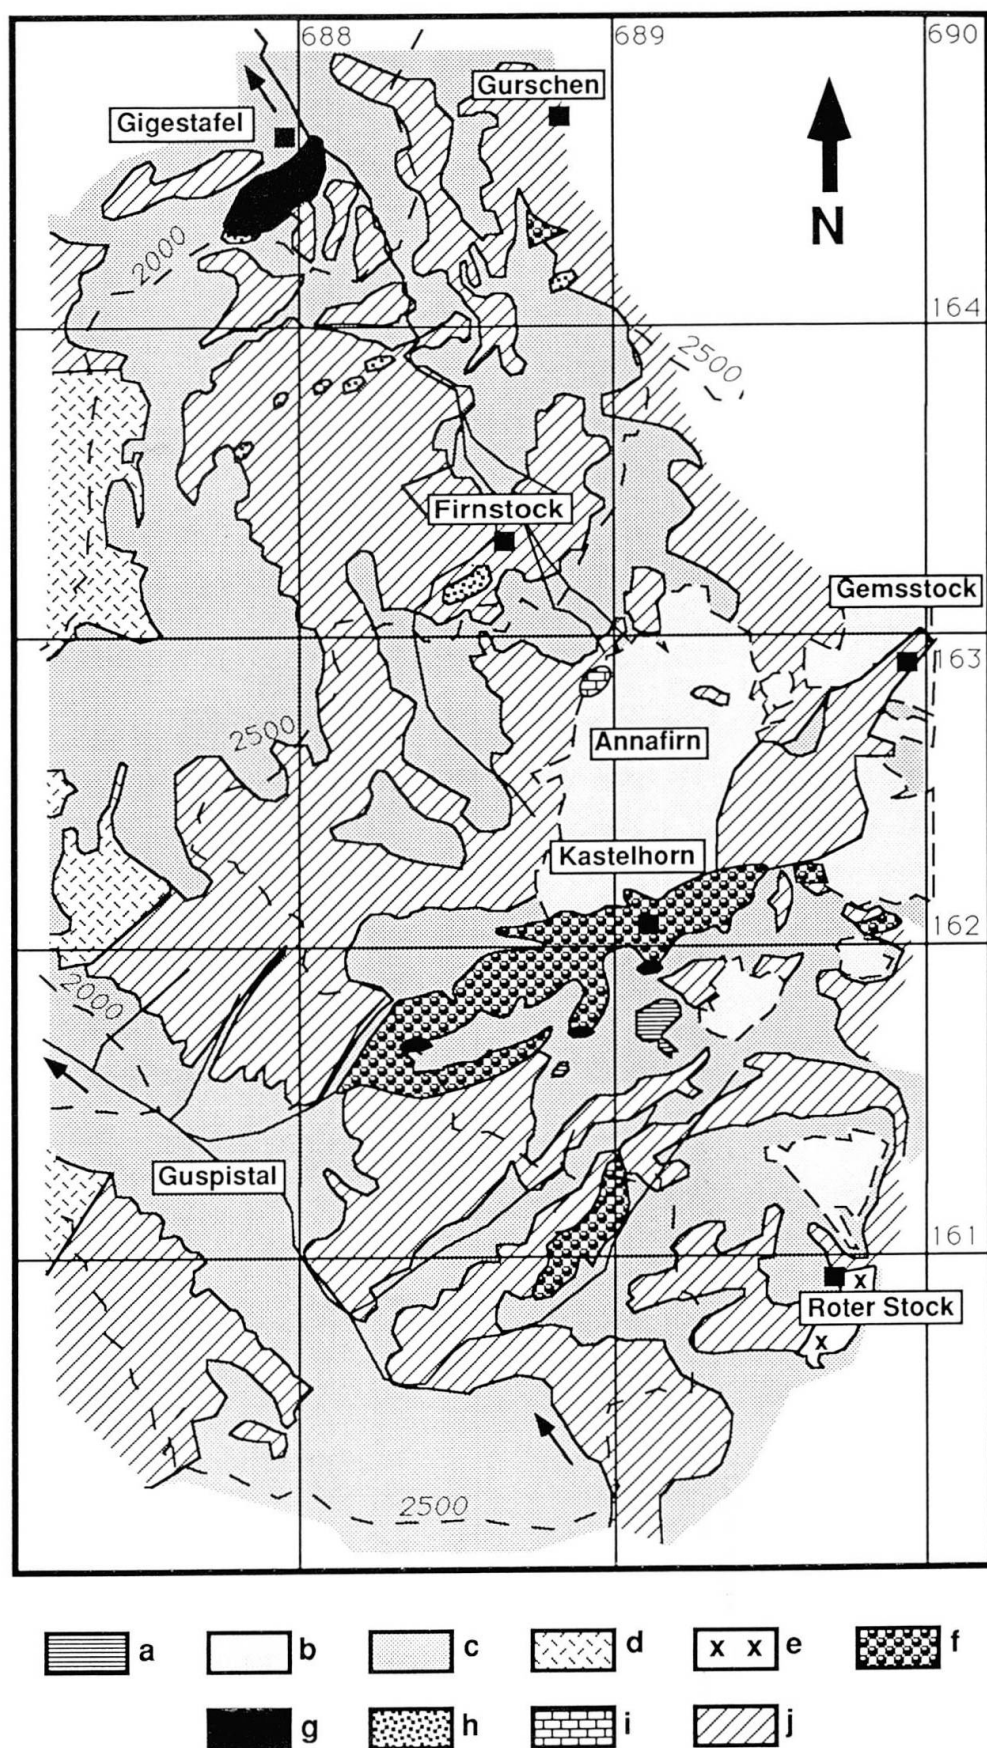 688 689 690
Gurschen
Gigestafel
N
2000
164
2500
Firnstock
Gemsstock
163
2500
Annafirn
Kastelhorn
162
2000
Guspistal
161
x
Roter Stock
x
2500
a b c d x x e f
g h i j